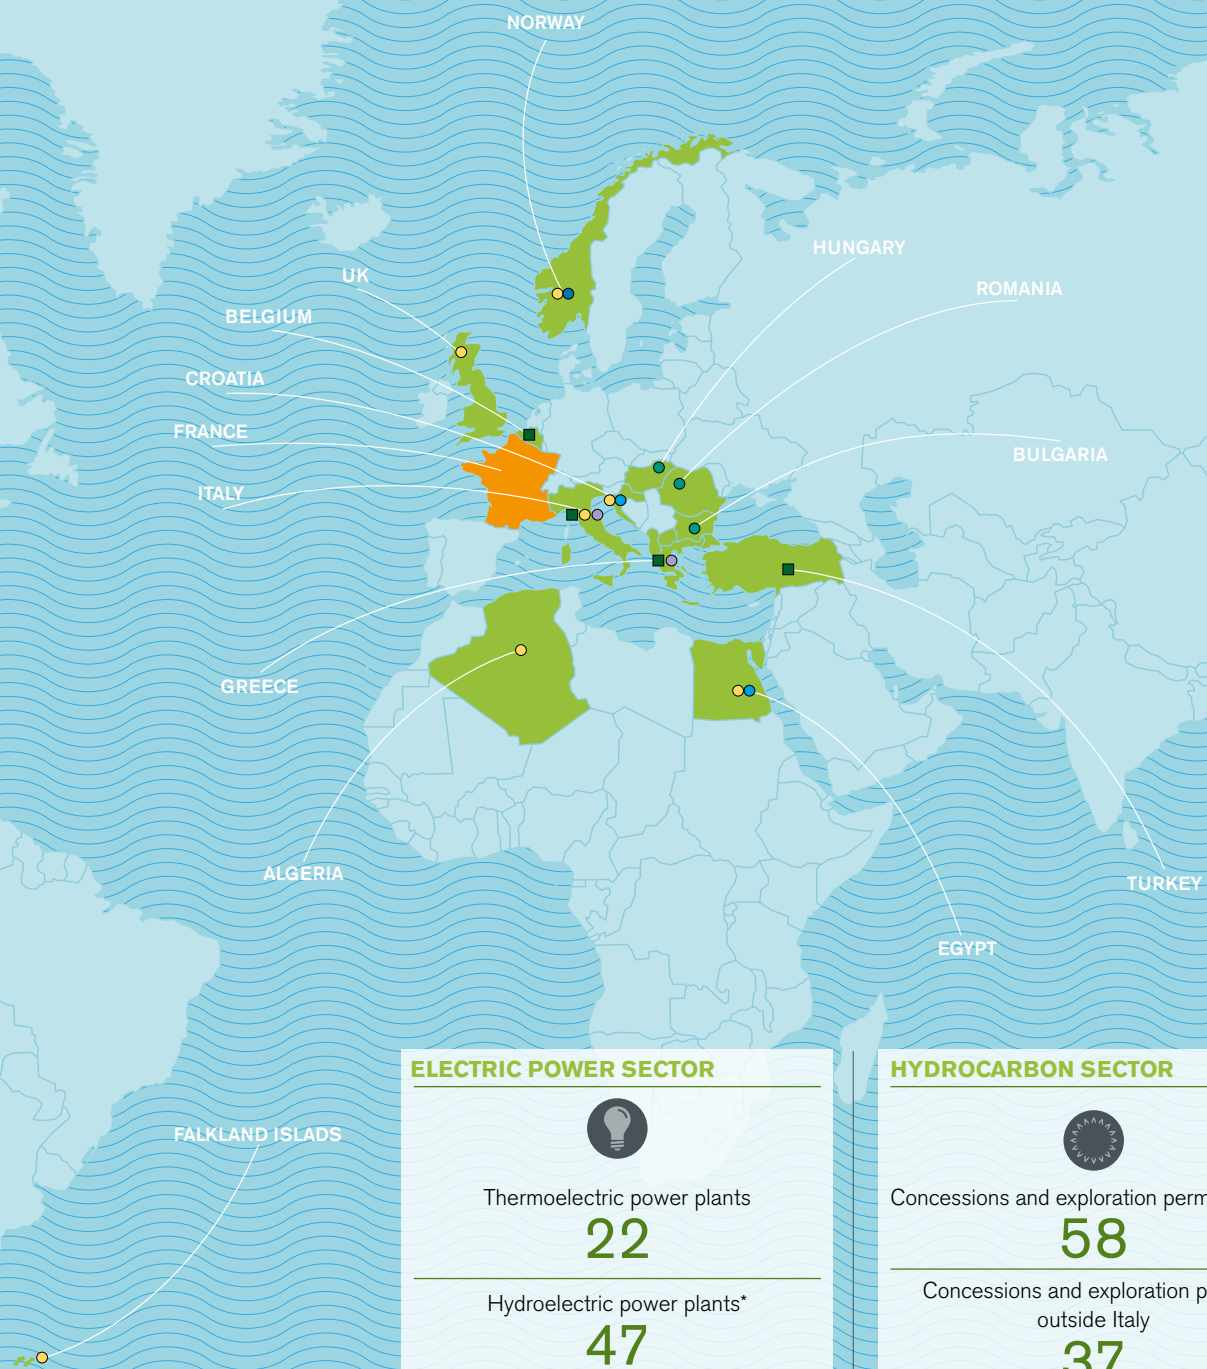 NORWAY
HUNGARY
UK
ROMANIA
BELGIUM
CROATIA
FRANCE
BULGARIA
ITALY
GREECE
ALGERIA
TURKEY
EGYPT
FALKLAND ISLADS
ELECTRIC POWER SECTOR
Thermoelectric power plants
22
Hydroelectric power plants*
47
HYDROCARBON SECTOR
Concessions and exploration perm
58
Concessions and exploration p
outside Italy
37